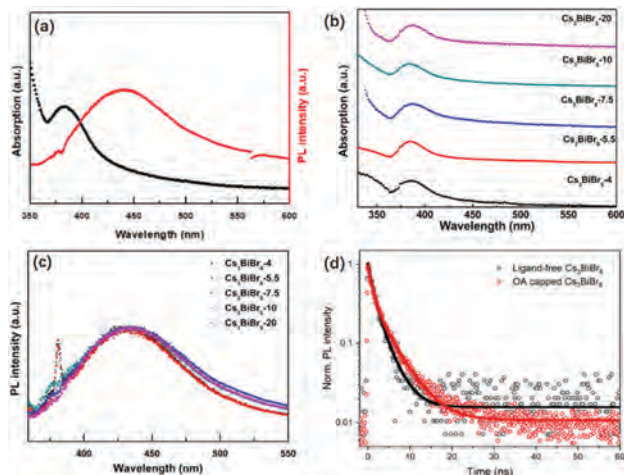 (a)
Absorption (a.u.)
PL intensity (a.u.)
350 400 450 500 550 600
Wavelength (nm)
(b)
Absorption (a.u.)
Cs₃BiBr₆-20
Cs₃BiBr₆-10
Cs₃BiBr₆-7.5
Cs₃BiBr₆-5.5
Cs₃BiBr₆-4
350 400 450 500 550 600
Wavelength (nm)
(c)
PL intensity (a.u.)
Cs₃BiBr₆-4
Cs₃BiBr₆-5.5
Cs₃BiBr₆-7.5
Cs₃BiBr₆-10
Cs₃BiBr₆-20
400 450 500 550
Wavelength (nm)
(d)
Norm. PL intensity
1
0.1
0.01
Ligand-free Cs₃BiBr₆
OA capped Cs₃BiBr₆
0 10 20 30 40 50 60
Time (ns)